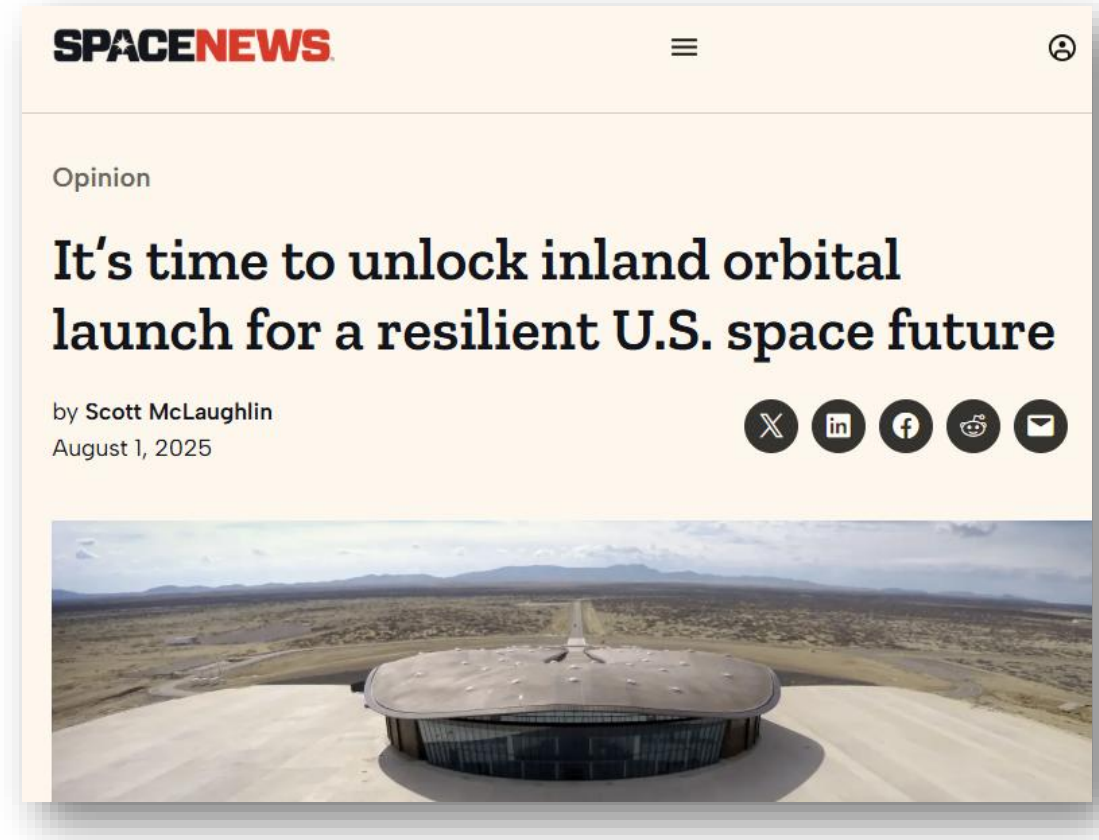 SPACENEWS
Opinion
It's time to unlock inland orbital
launch for a resilient U.S. space future
by Scott McLaughlin
August 1, 2025